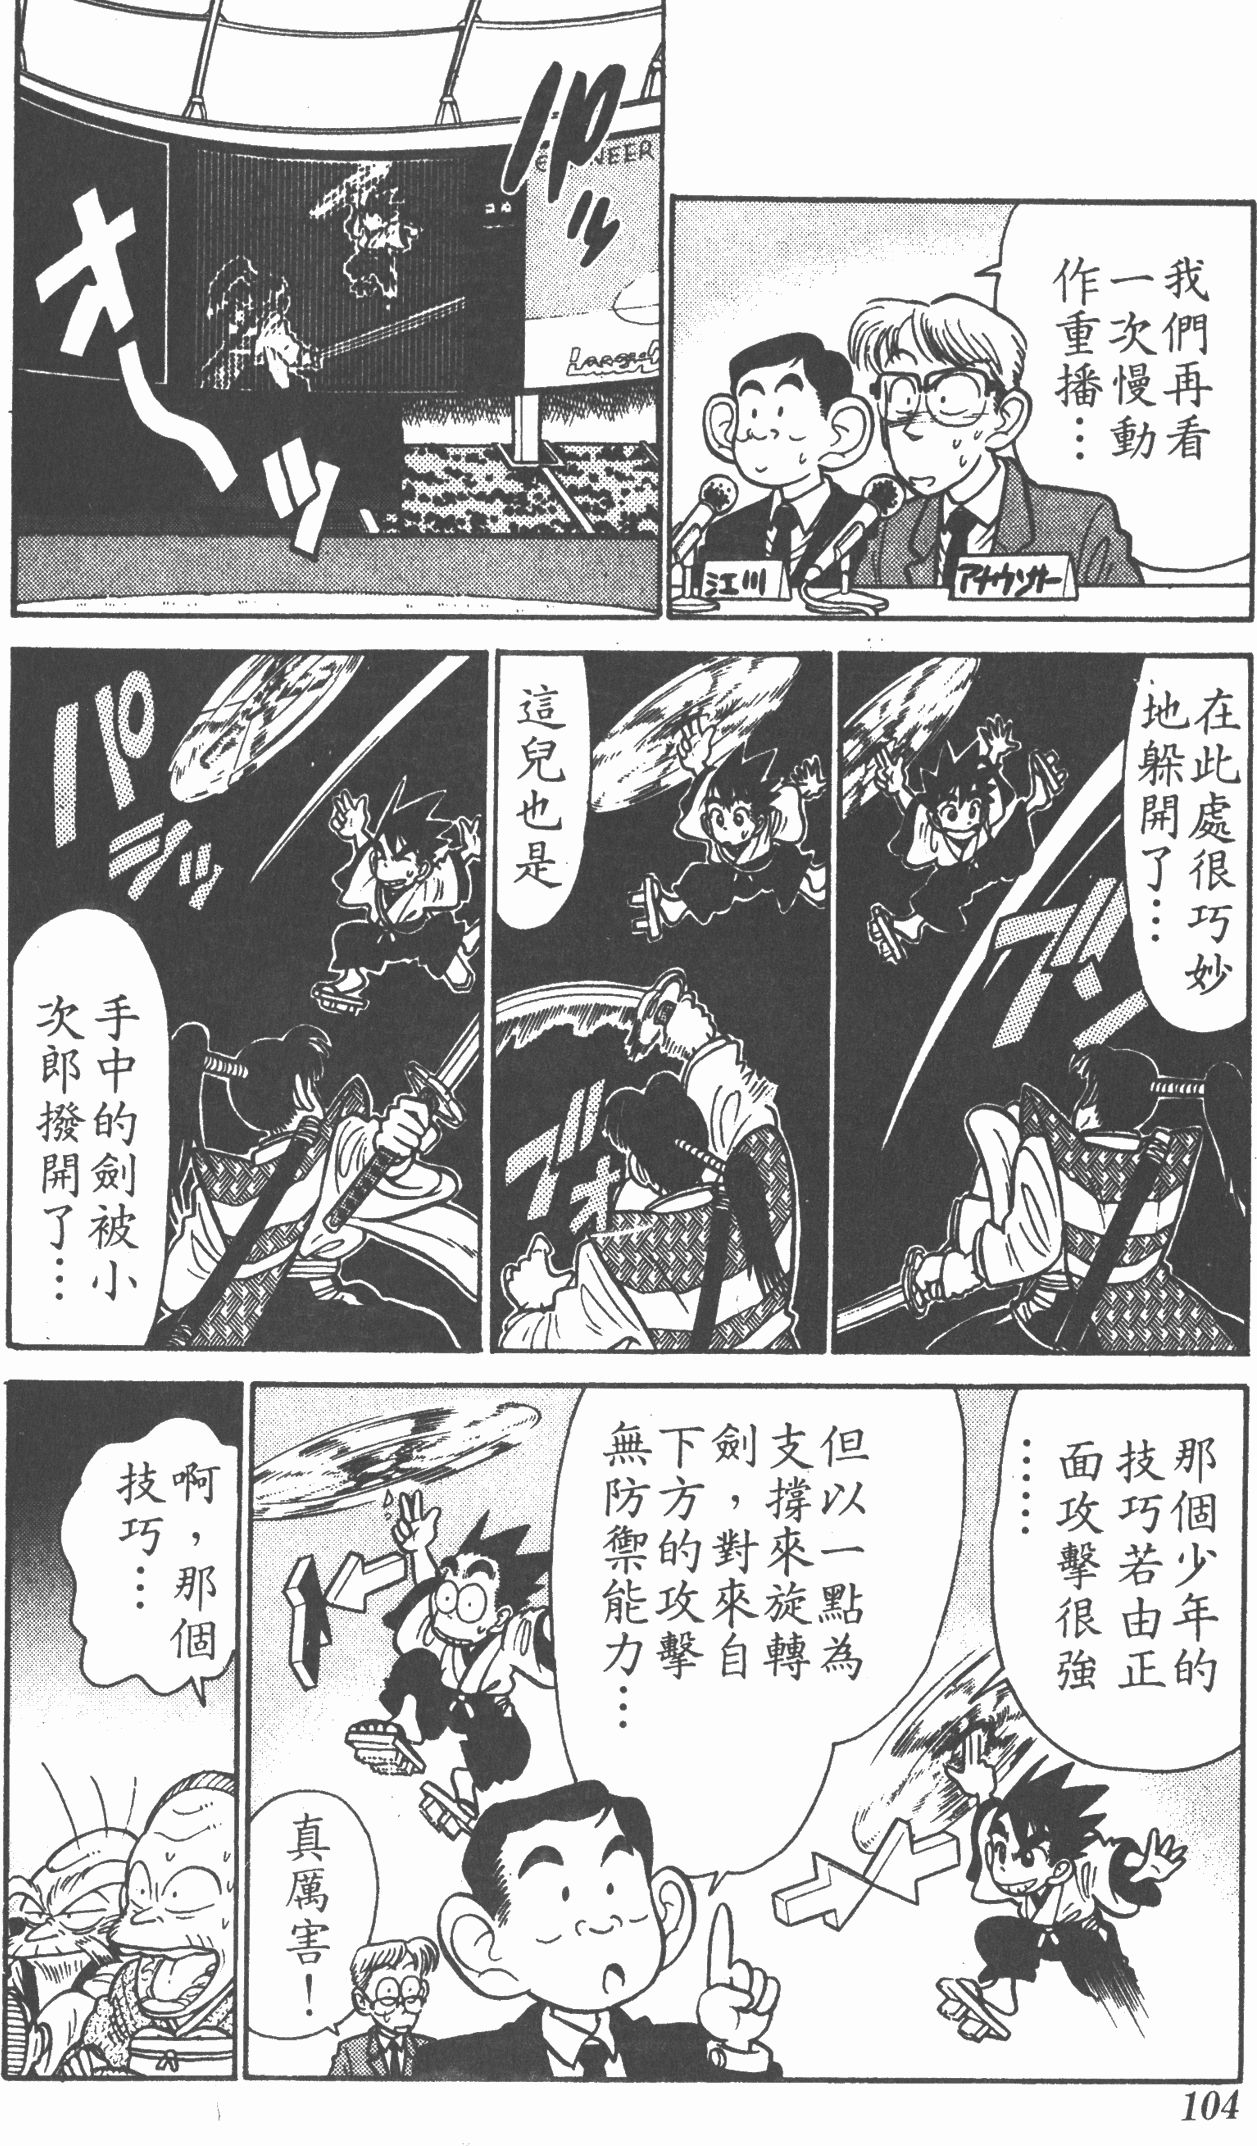 我們再看
一次慢動
作重播…
江川
アナウンサー
オーッ
パパッ
在此處很巧妙
地躲開了…
ブン
這兒也是
ブオ
パシッ
手中的劍被小
次郎撥開了…
那個少年的
技巧若由正
面攻擊很強
……
但以一點為
支撐來旋轉
劍，對來自
下方的攻擊
無防禦能力…
真厲害！
啊，那個
技巧…
104